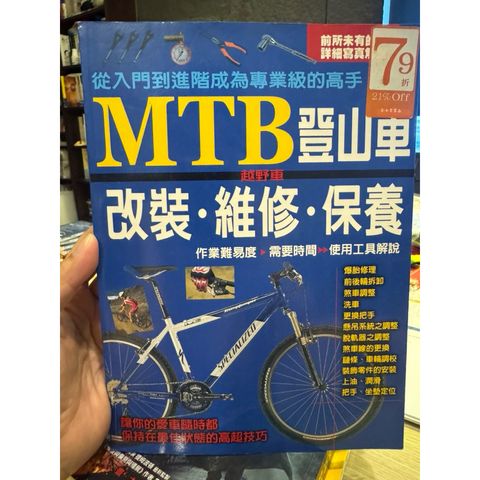 前所未有的
詳細寫真
79折
21% Off
從入門到進階成為專業級的高手
MTB登山車
越野車
改裝・維修・保養
作業難易度▶需要時間▶▶使用工具解說
爆胎修理
前後輪拆卸
煞車調整
洗車
更換把手
懸吊系統之調整
脫軌器之調整
煞車線的更換
鏈條、車輪調校
裝飾零件的安裝
上油、潤滑
把手、坐墊定位
SPECIALIZED
讓你的愛車隨時都
保持在最佳狀態的高超技巧